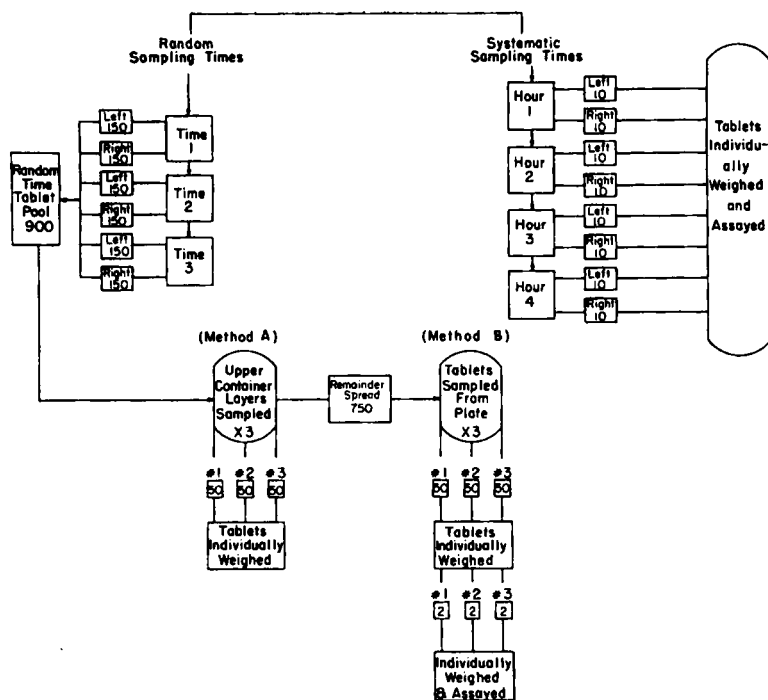 Random
Sampling Times
Systematic
Sampling Times
Left
150
Right
150
Left
150
Right
150
Left
150
Right
150
Time
1
Time
2
Time
3
Random
Time
Tablet
Pool
900
Hour
1
Hour
2
Hour
3
Hour
4
Left
10
Right
10
Left
10
Right
10
Left
10
Right
10
Left
10
Right
10
Tablets
Individu-
ally
Weighed
and
Assayed
(Method A)
Upper
Container
Layers
Sampled
X3
Remainder
Spread
750
(Method B)
Tablets
Sampled
From
Plate
X3
#1 #2 #3
50 50 50
Tablets
Individually
Weighed
#1 #2 #3
50 50 50
Tablets
Individually
Weighed
#1 #2 #3
2 2 2
Individually
Weighed
& Assayed